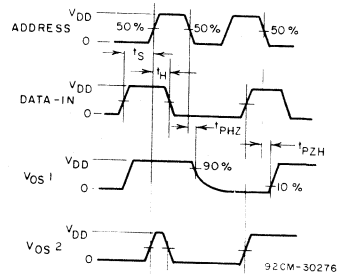 VDD
ADDRESS
50%
50%
50%
0
tS
tH
VDD
DATA-IN
0
tPHZ
tPZH
VDD
90%
VOS 1
10%
0
VDD
VOS 2
0
92CM-30276